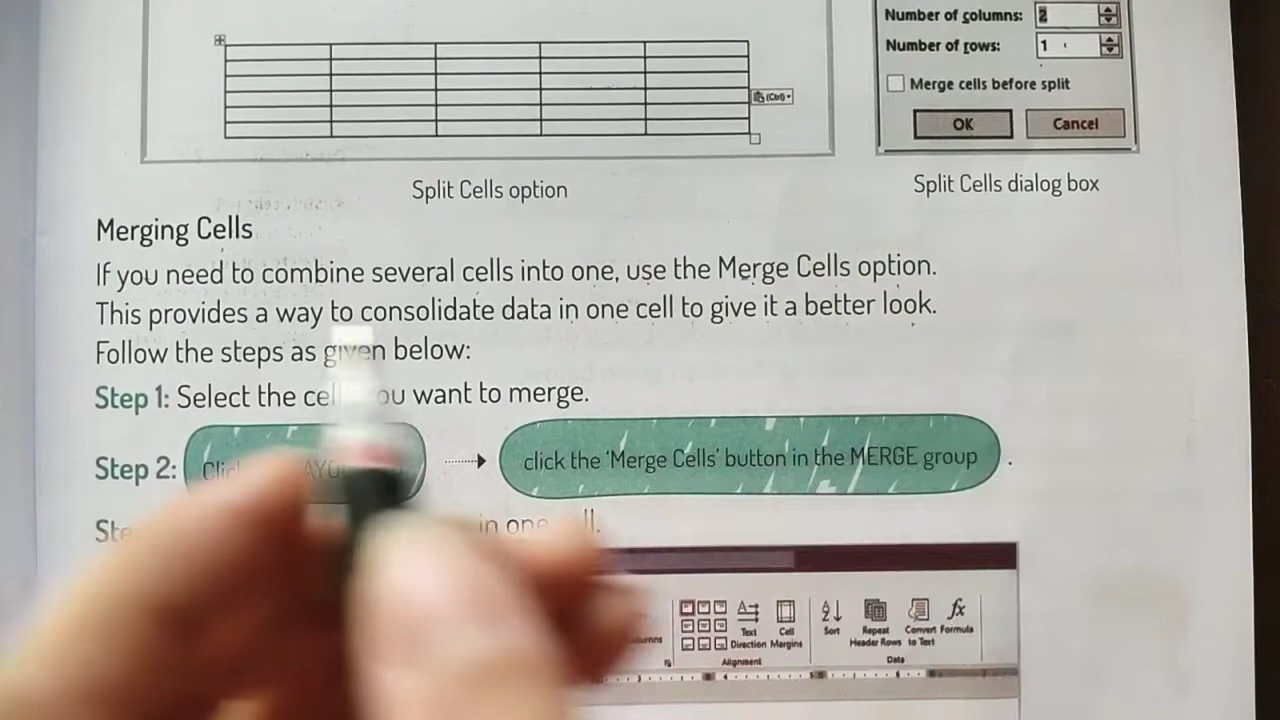 Number of columns: 2
Number of rows: 1
Merge cells before split
(Ctrl)
OK Cancel
Split Cells option
Split Cells dialog box
Merging Cells
If you need to combine several cells into one, use the Merge Cells option.
This provides a way to consolidate data in one cell to give it a better look.
Follow the steps as given below:
Step 1: Select the you want to merge.
Step 2: click the 'Merge Cells' button in the MERGE group .
in one
Text Direction Cell Margins Sort Repeat Header Rows Convert to Text Formula
Alignment Data